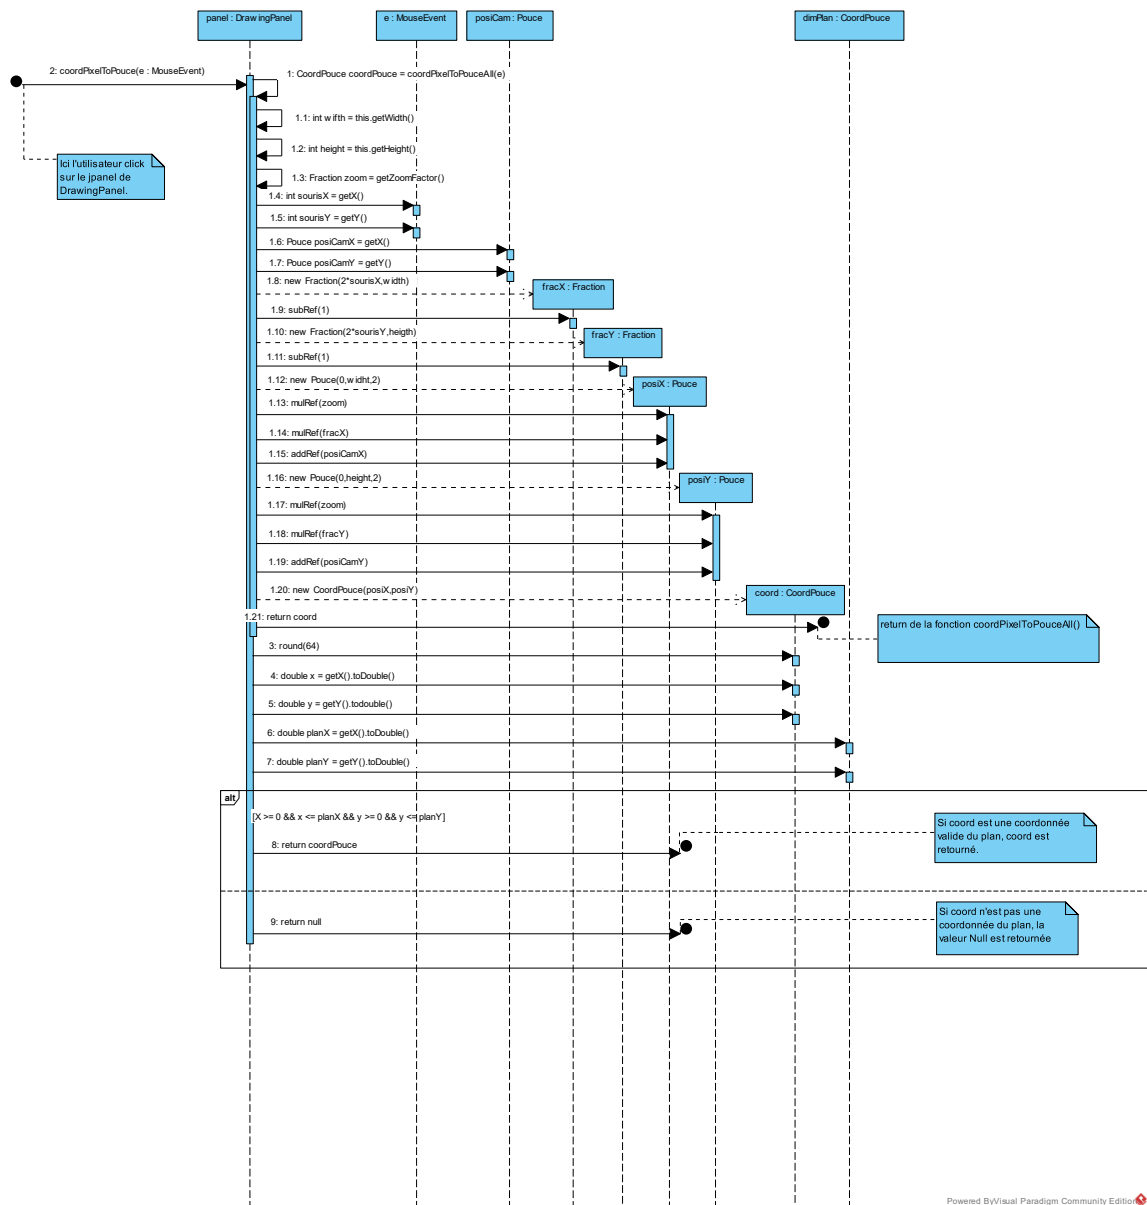 panel : DrawingPanel
e : MouseEvent
posiCam : Pouce
dimPlan : CoordPouce
2: coordPixelToPouce(e : MouseEvent)
1: CoordPouce coordPouce = coordPixelToPouceAll(e)
1.1: int wifth = this.getWidth()
1.2: int height = this.getHeight()
Ici l'utilisateur click
sur le jpanel de
DrawingPanel.
1.3: Fraction zoom = getZoomFactor()
1.4: int sourisX = getX()
1.5: int sourisY = getY()
1.6: Pouce posiCamX = getX()
1.7: Pouce posiCamY = getY()
1.8: new Fraction(2*sourisX,width)
fracX : Fraction
1.9: subRef(1)
1.10: new Fraction(2*sourisY,heigth)
fracY : Fraction
1.11: subRef(1)
1.12: new Pouce(0,widht,2)
posiX : Pouce
1.13: mulRef(zoom)
1.14: mulRef(fracX)
1.15: addRef(posiCamX)
1.16: new Pouce(0,height,2)
posiY : Pouce
1.17: mulRef(zoom)
1.18: mulRef(fracY)
1.19: addRef(posiCamY)
1.20: new CoordPouce(posiX,posiY)
coord : CoordPouce
1.21: return coord
return de la fonction coordPixelToPouceAll()
3: round(64)
4: double x = getX().toDouble()
5: double y = getY().todouble()
6: double planX = getX().toDouble()
7: double planY = getY().toDouble()
alt
[X >= 0 && x <= planX && y >= 0 && y <= planY]
8: return coordPouce
Si coord est une coordonnée
valide du plan, coord est
retourné.
9: return null
Si coord n'est pas une
coordonnée du plan, la
valeur Null est retournée
Powered ByVisual Paradigm Community Edition